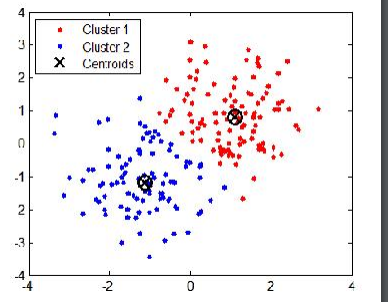 4
3
2
1
0
-1
-2
-3
-4
-4 -2 0 2 4
Cluster 1
Cluster 2
Centroids